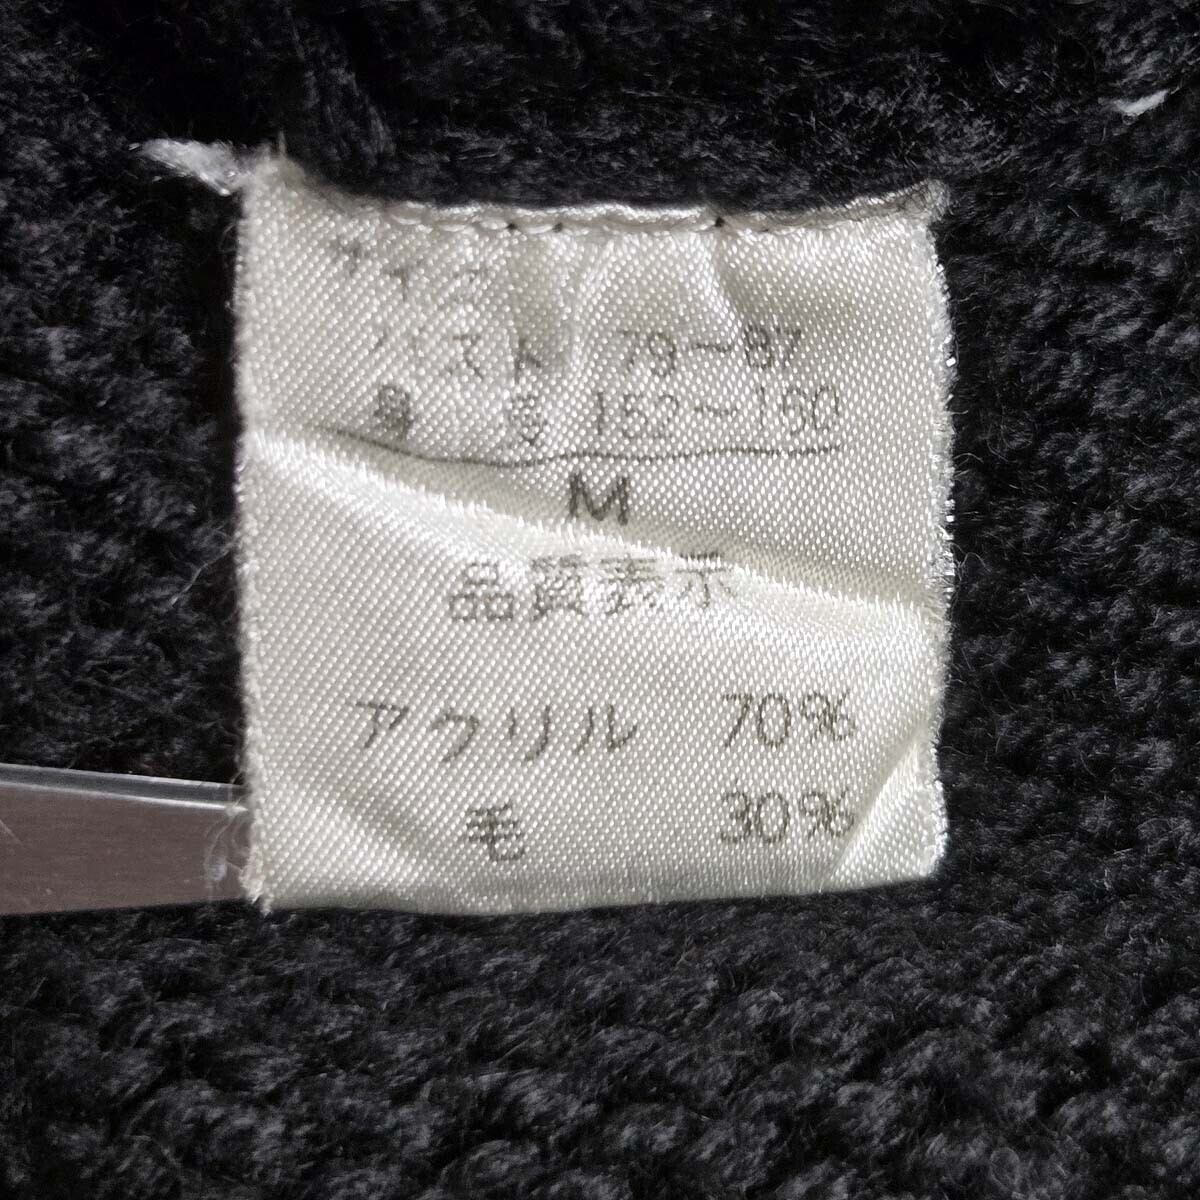 サイズ
バスト 79〜87
身長 152〜160
M
品質表示
アクリル 70%
毛 30%